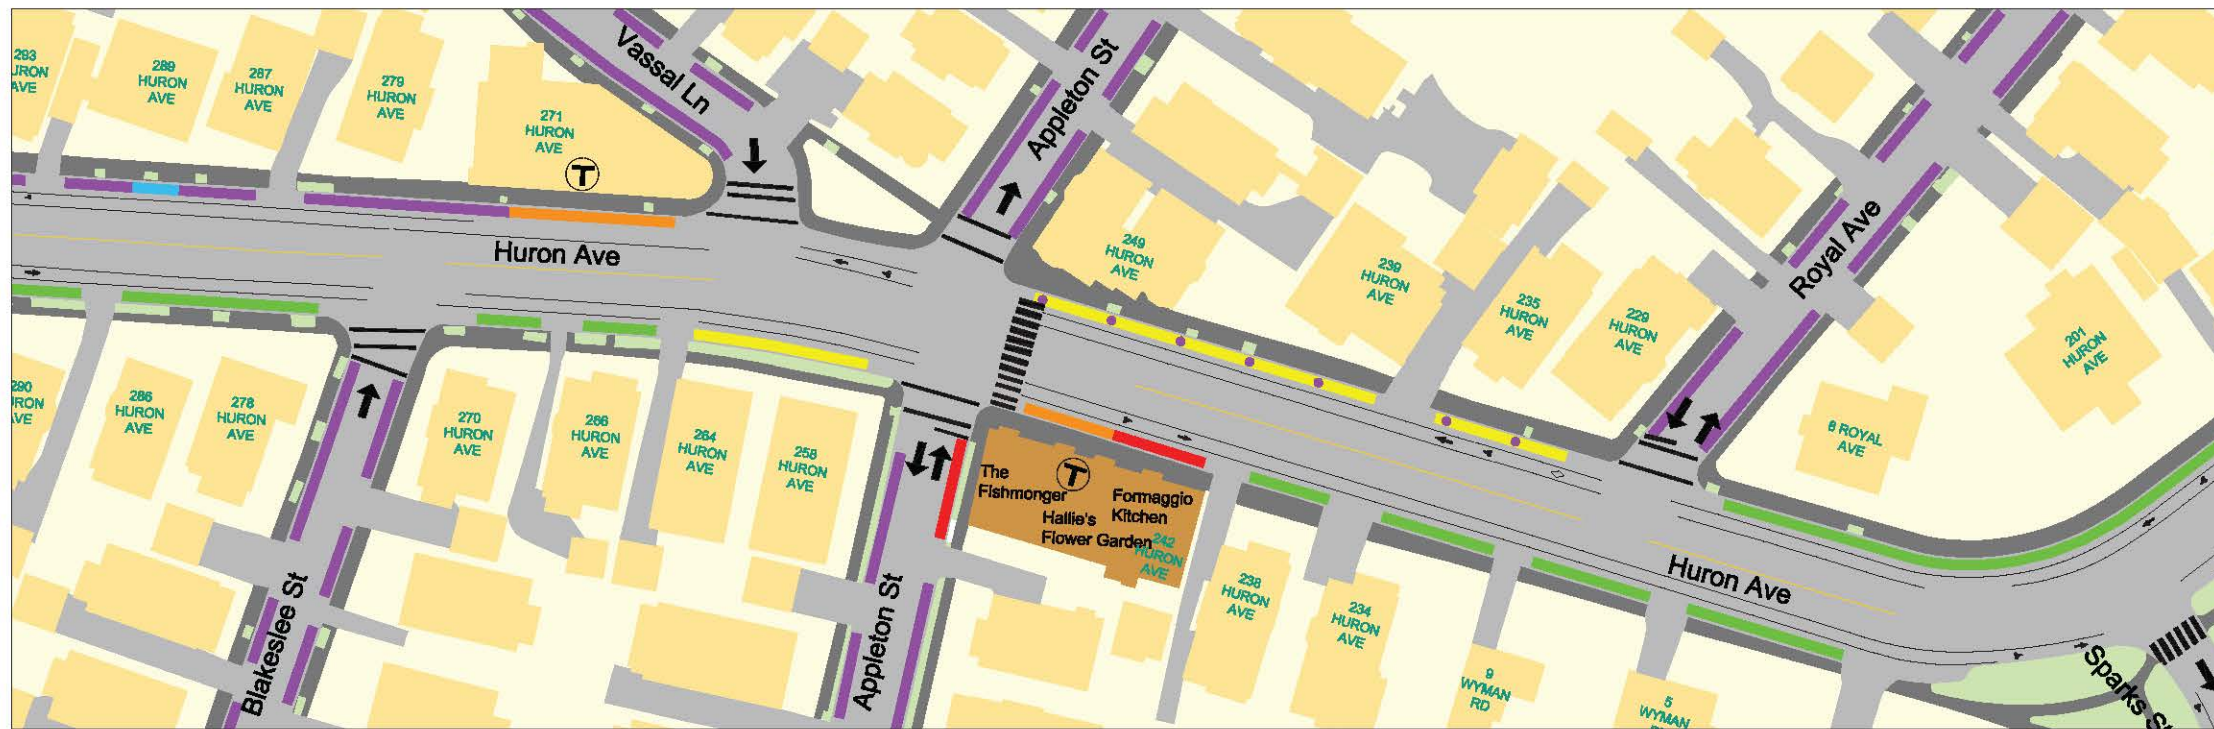 Vassal Ln
Appleton St
Royal Ave
293
HURON
AVE
289
HURON
AVE
287
HURON
AVE
279
HURON
AVE
271
HURON
AVE
T
Huron Ave
249
HURON
AVE
239
HURON
AVE
235
HURON
AVE
229
HURON
AVE
201
HURON
AVE
8 ROYAL
AVE
290
HURON
AVE
286
HURON
AVE
278
HURON
AVE
270
HURON
AVE
266
HURON
AVE
264
HURON
AVE
258
HURON
AVE
The
Fishmonger
T
Formaggio
Kitchen
Hallie's
Flower Garden
242
HURON
AVE
238
HURON
AVE
234
HURON
AVE
9
WYMAN
RD
5
WYMAN
Huron Ave
Blakeslee St
Appleton St
Sparks St